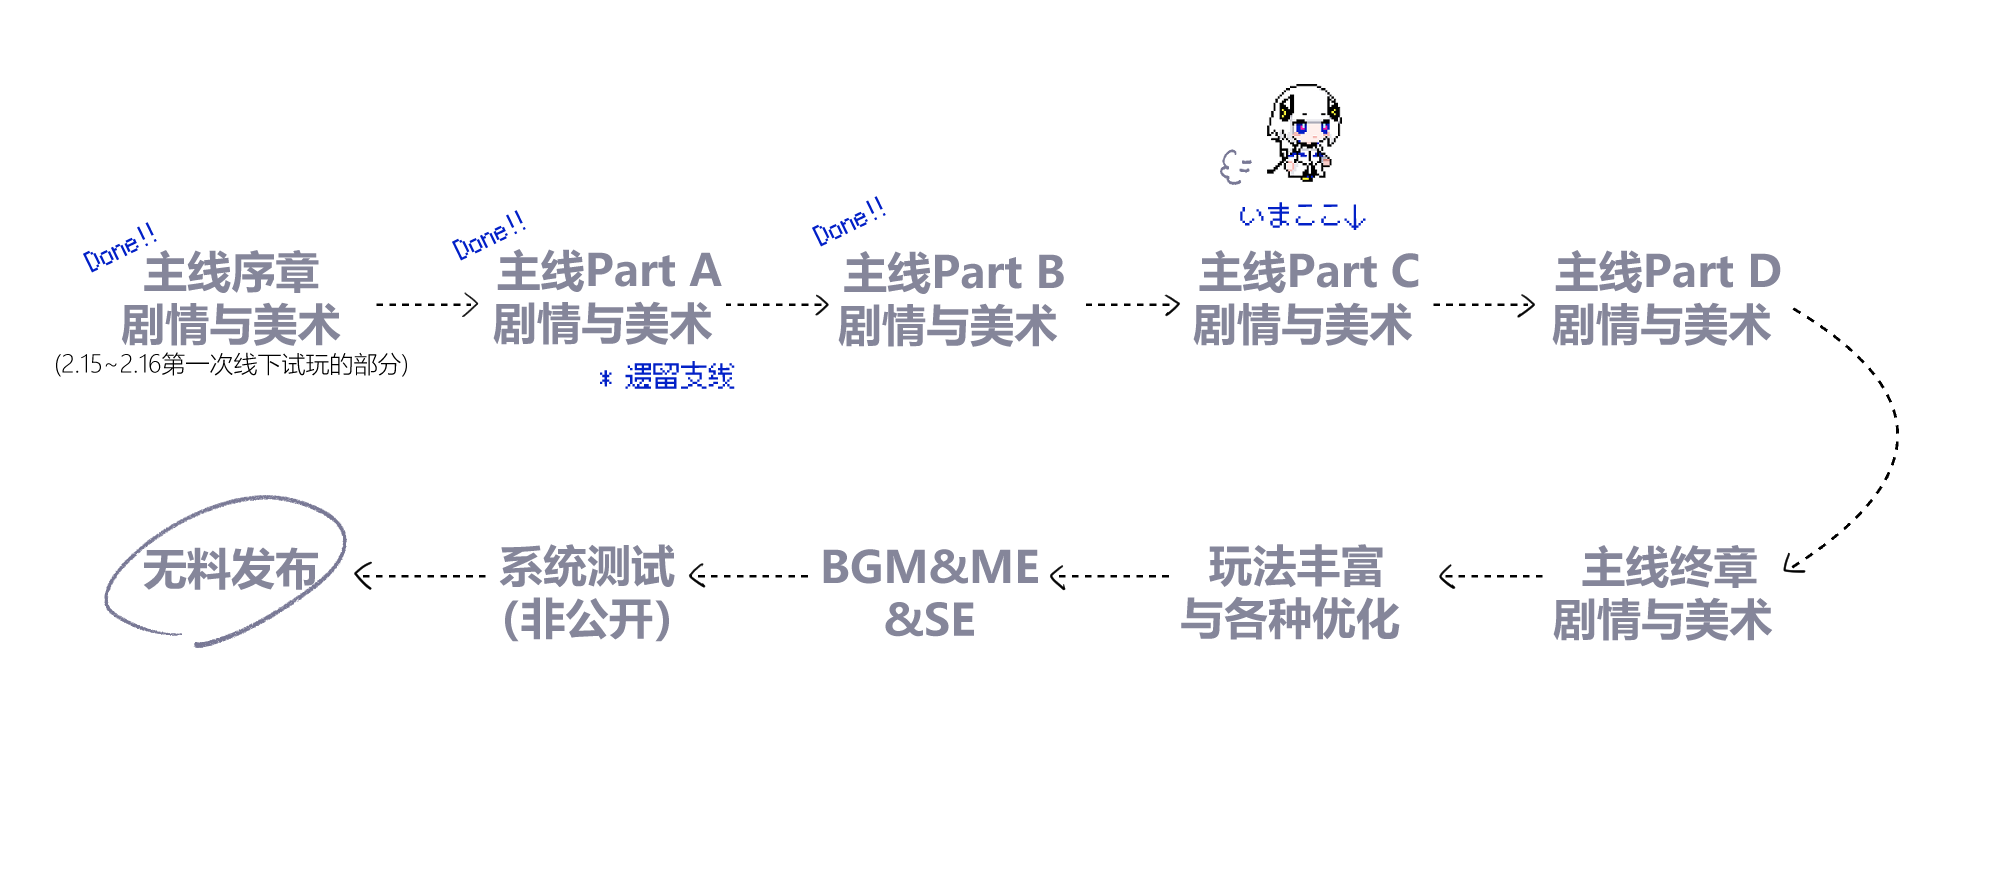 Done!!
主线序章
剧情与美术
(2.15~2.16第一次线下试玩的部分)
Done!!
主线Part A
剧情与美术
* 遗留支线
Done!!
主线Part B
剧情与美术
いまここ↓
主线Part C
剧情与美术
主线Part D
剧情与美术
主线终章
剧情与美术
玩法丰富
与各种优化
BGM&ME
&SE
系统测试
(非公开)
无料发布